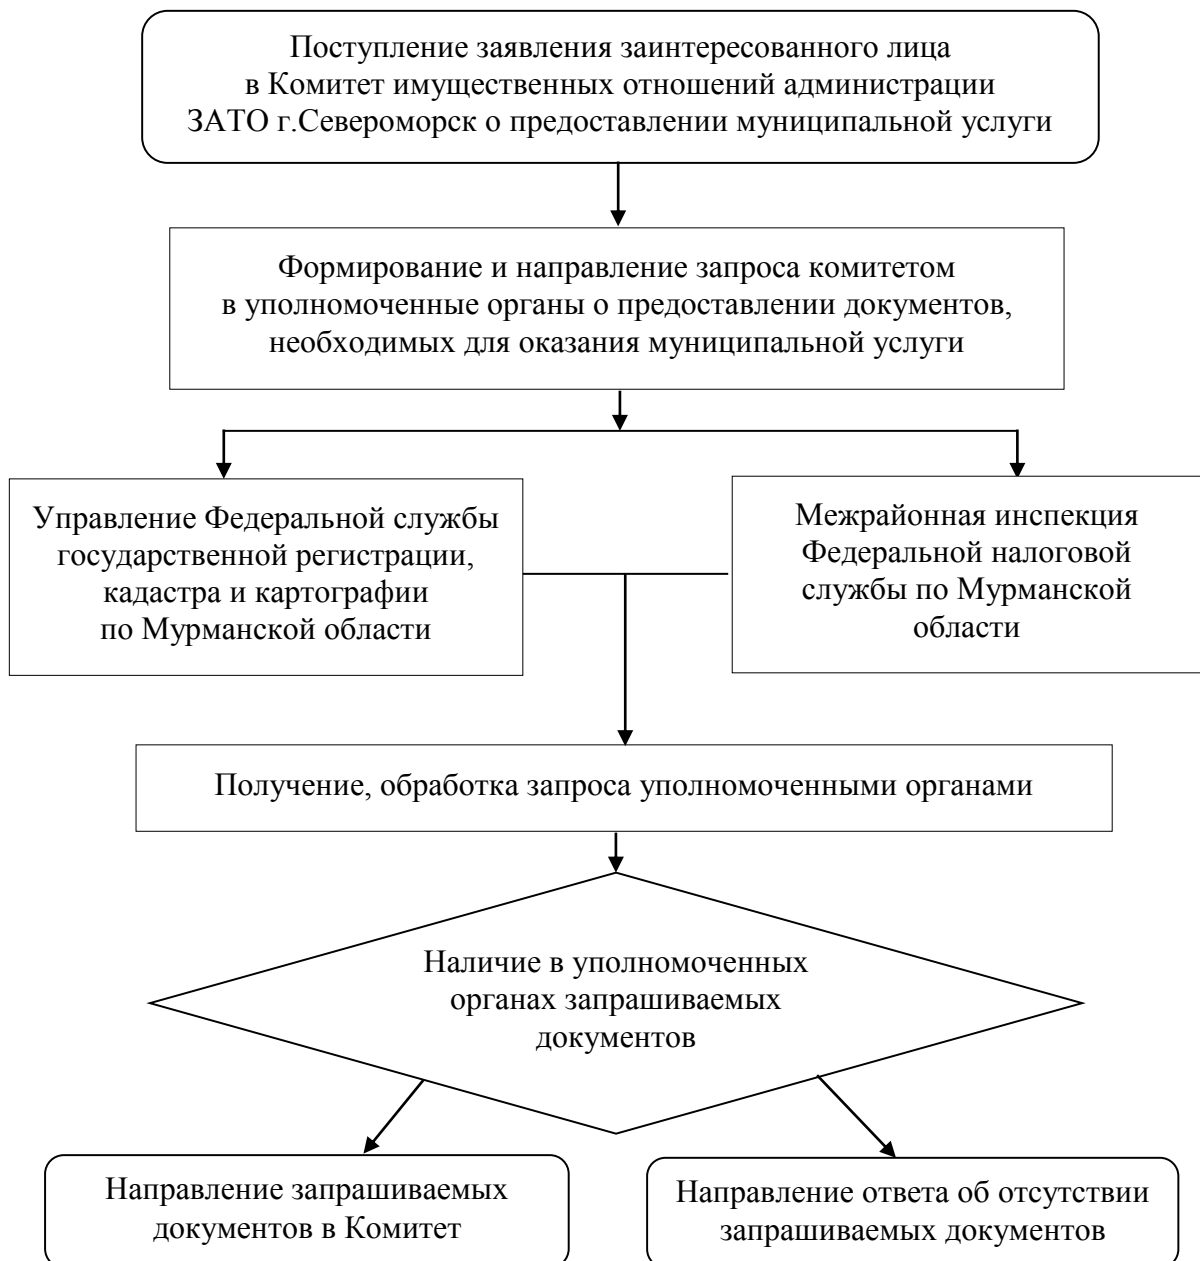 Поступление заявления заинтересованного лица
в Комитет имущественных отношений администрации
ЗАТО г.Североморск о предоставлении муниципальной услуги
Формирование и направление запроса комитетом
в уполномоченные органы о предоставлении документов,
необходимых для оказания муниципальной услуги
Управление Федеральной службы
государственной регистрации,
кадастра и картографии
по Мурманской области
Межрайонная инспекция
Федеральной налоговой
службы по Мурманской
области
Получение, обработка запроса уполномоченными органами
Наличие в уполномоченных
органах запрашиваемых
документов
Направление запрашиваемых
документов в Комитет
Направление ответа об отсутствии
запрашиваемых документов